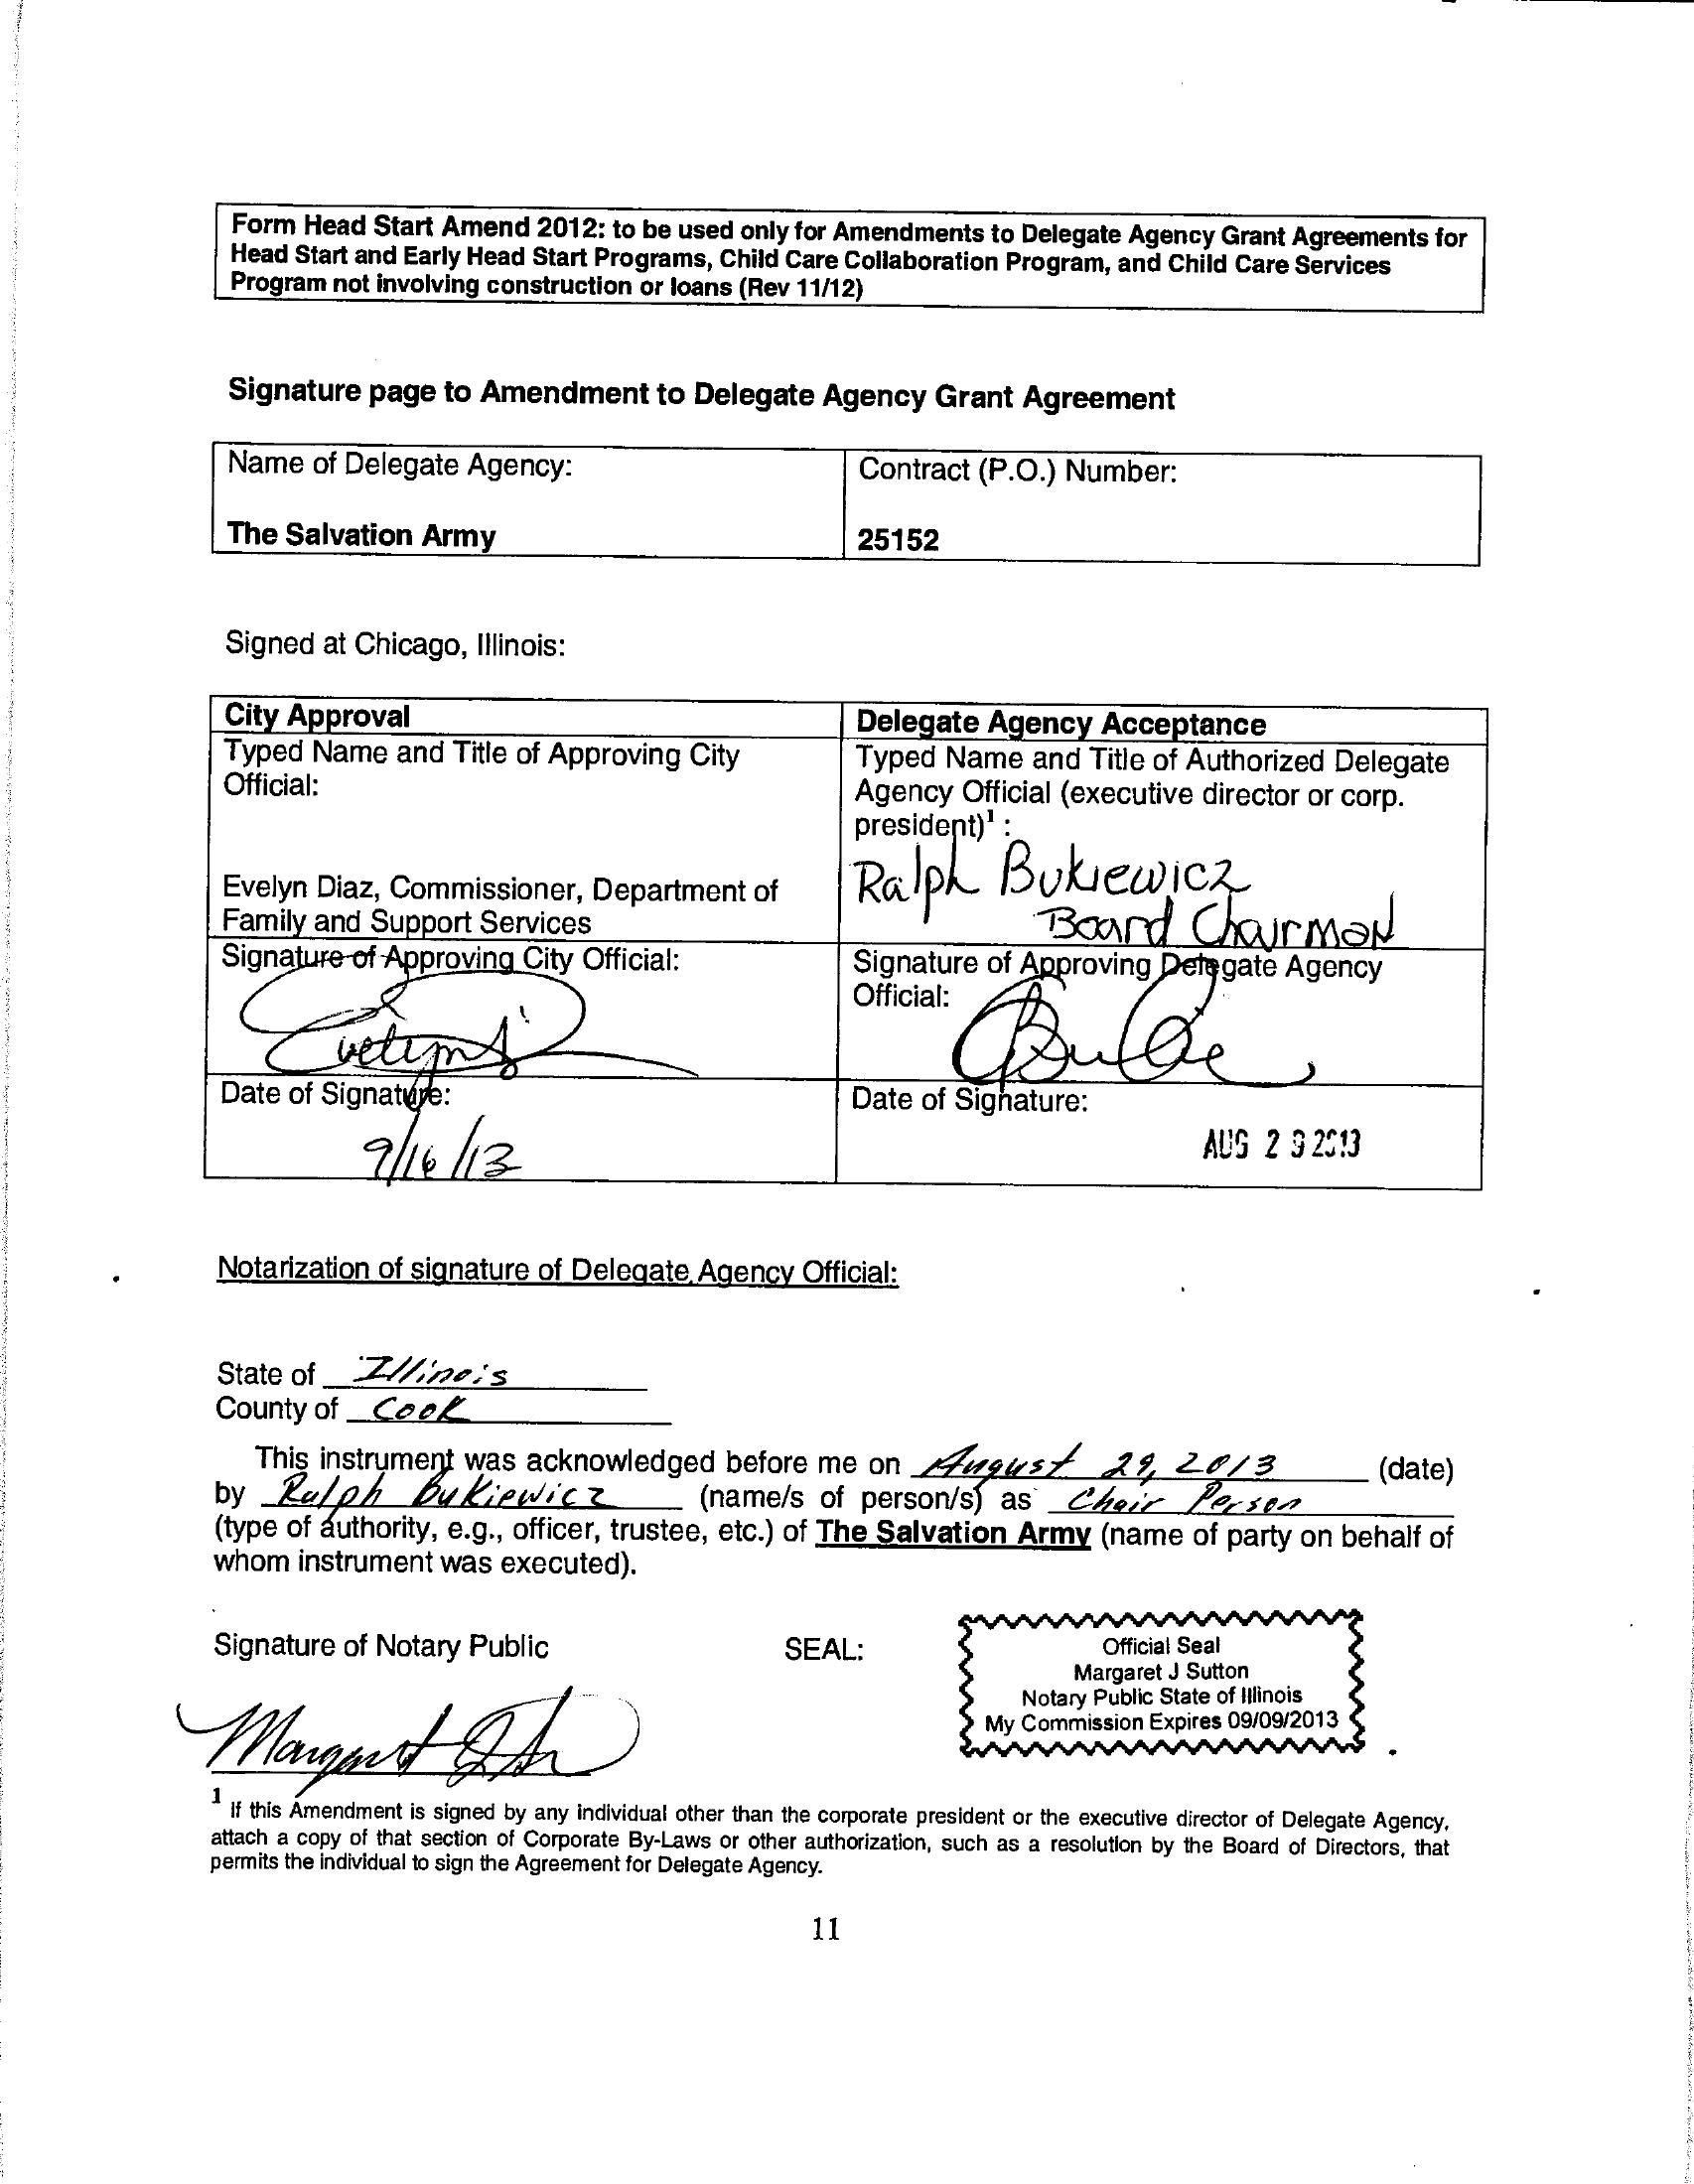 Form Head Start Amend 2012: to be used only for Amendments to Delegate Agency Grant Agreements for
Head Start and Early Head Start Programs, Child Care Collaboration Program, and Child Care Services
Program not involving construction or loans (Rev 11/12)
Signature page to Amendment to Delegate Agency Grant Agreement
Name of Delegate Agency:
The Salvation Army
Contract (P.O.) Number:
25152
Signed at Chicago, Illinois:
City Approval
Typed Name and Title of Approving City
Official:
Evelyn Diaz, Commissioner, Department of
Family and Support Services
Signature of Approving City Official:
Date of Signature:
9/16/13
Delegate Agency Acceptance
Typed Name and Title of Authorized Delegate
Agency Official (executive director or corp.
president)¹ :
Ralph Bukiewicz
Board Chairman
Signature of Approving Delegate Agency
Official:
Date of Signature:
AUG 29 2013
Notarization of signature of Delegate Agency Official:
State of Illinois
County of Cook
This instrument was acknowledged before me on August 29, 2013 (date)
by Ralph Bukiewicz (name/s of person/s) as Chair Person
(type of authority, e.g., officer, trustee, etc.) of The Salvation Army (name of party on behalf of
whom instrument was executed).
Signature of Notary Public
SEAL:
Official Seal
Margaret J Sutton
Notary Public State of Illinois
My Commission Expires 09/09/2013
¹ If this Amendment is signed by any individual other than the corporate president or the executive director of Delegate Agency,
attach a copy of that section of Corporate By-Laws or other authorization, such as a resolution by the Board of Directors, that
permits the individual to sign the Agreement for Delegate Agency.
11